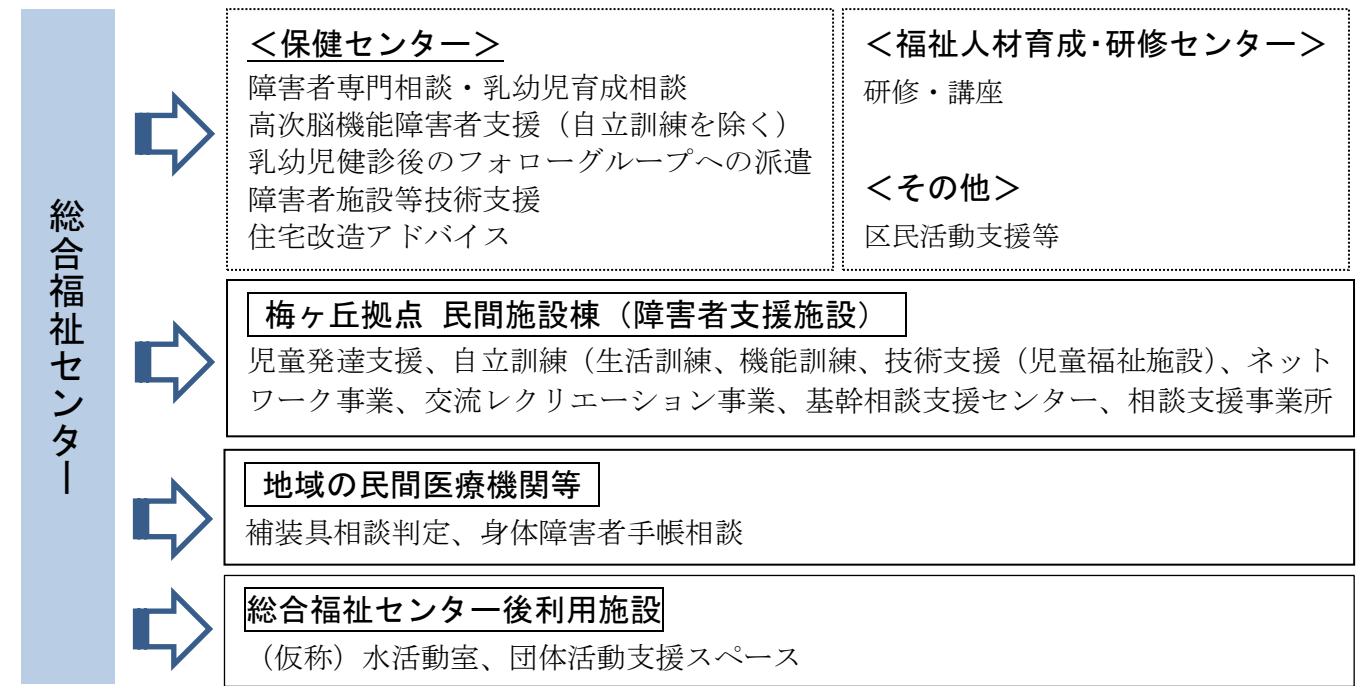 総合福祉センター
＜保健センター＞
障害者専門相談・乳幼児育成相談
高次脳機能障害者支援（自立訓練を除く）
乳幼児健診後のフォローグループへの派遣
障害者施設等技術支援
住宅改造アドバイス
＜福祉人材育成・研修センター＞
研修・講座
＜その他＞
区民活動支援等
梅ヶ丘拠点 民間施設棟（障害者支援施設）
児童発達支援、自立訓練（生活訓練、機能訓練、技術支援（児童福祉施設）、ネット
ワーク事業、交流レクリエーション事業、基幹相談支援センター、相談支援事業所
地域の民間医療機関等
補装具相談判定、身体障害者手帳相談
総合福祉センター後利用施設
（仮称）水活動室、団体活動支援スペース